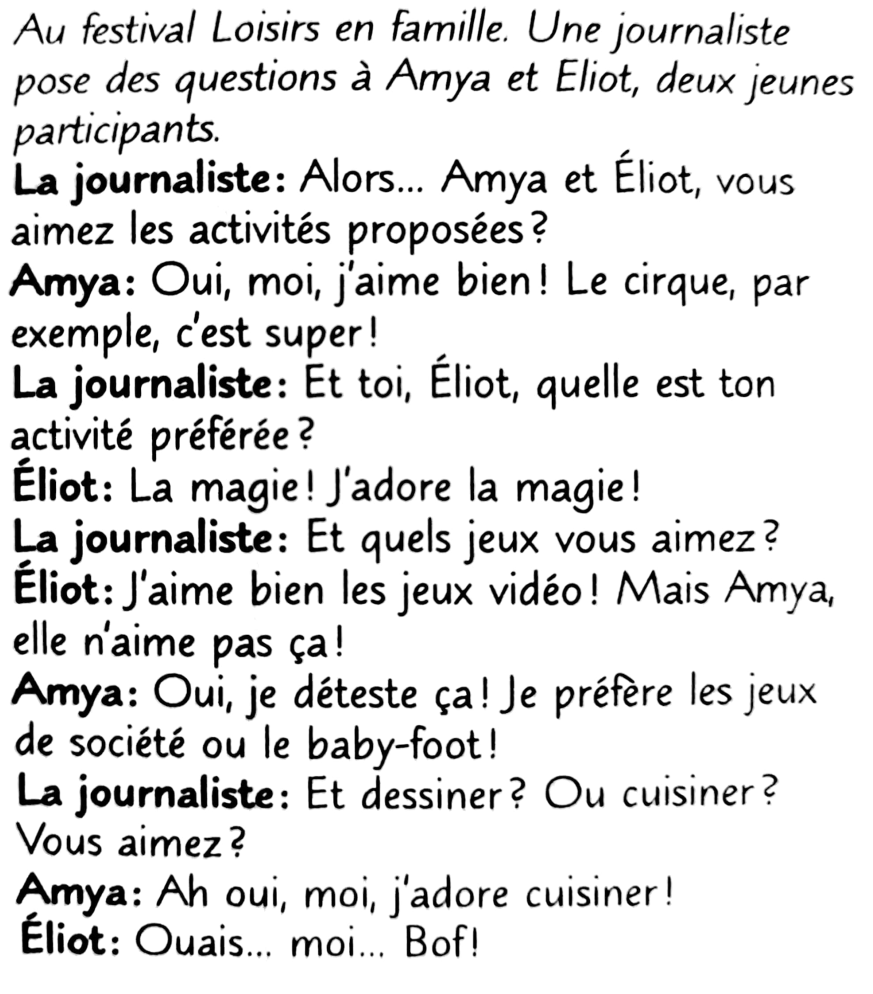 Au festival Loisirs en famille. Une journaliste
pose des questions à Amya et Eliot, deux jeunes
participants.
La journaliste : Alors... Amya et Éliot, vous
aimez les activités proposées ?
Amya : Oui, moi, j'aime bien ! Le cirque, par
exemple, c'est super !
La journaliste : Et toi, Éliot, quelle est ton
activité préférée ?
Éliot : La magie ! J'adore la magie !
La journaliste : Et quels jeux vous aimez ?
Éliot : J'aime bien les jeux vidéo ! Mais Amya,
elle n'aime pas ça !
Amya : Oui, je déteste ça ! Je préfère les jeux
de société ou le baby-foot !
La journaliste : Et dessiner ? Ou cuisiner ?
Vous aimez ?
Amya : Ah oui, moi, j'adore cuisiner !
Éliot : Ouais... moi... Bof !